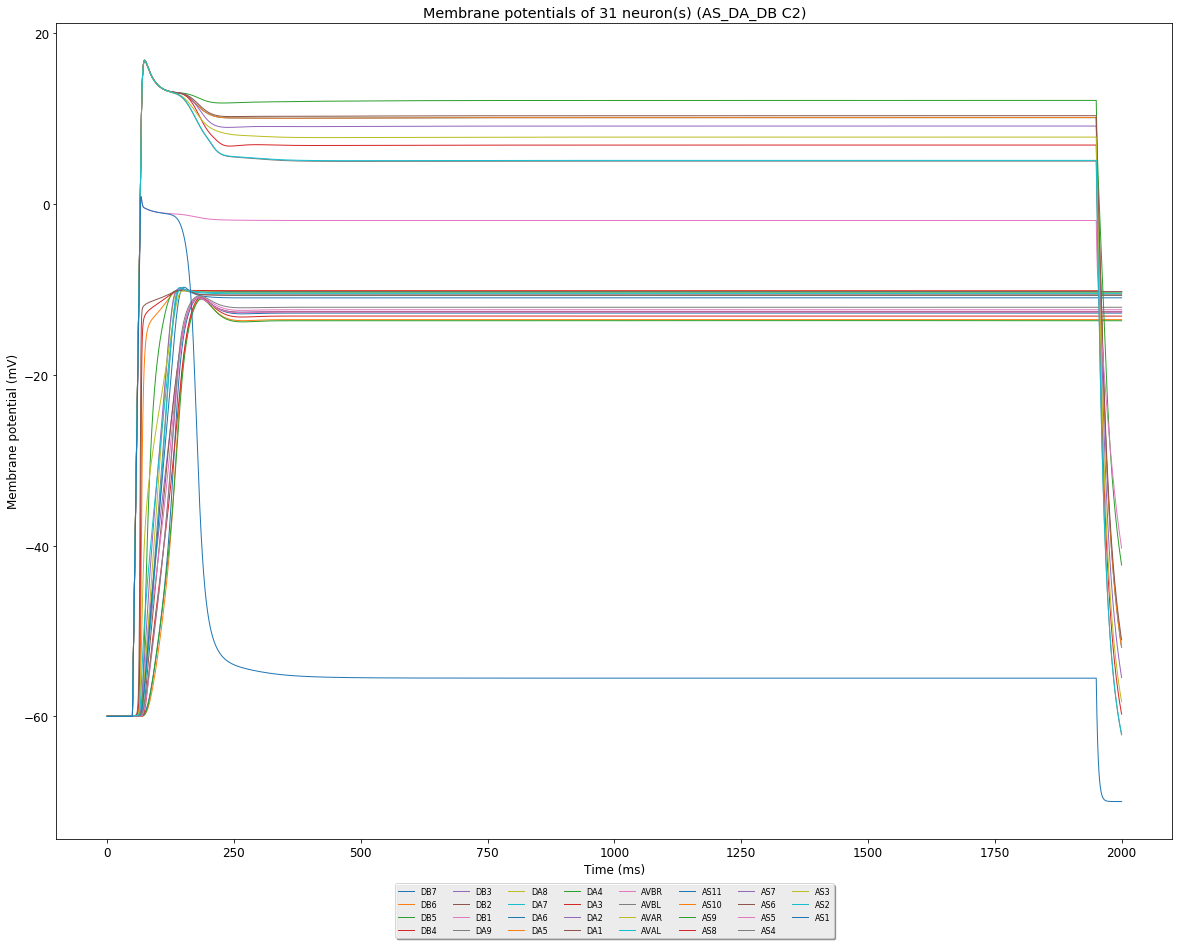 Membrane potentials of 31 neuron(s) (AS_DA_DB C2)
20
0
−20
−40
−60
Membrane potential (mV)
0 250 500 750 1000 1250 1500 1750 2000
Time (ms)
DB7 DB3 DA8 DA4 AVBR AS11 AS7 AS3
DB6 DB2 DA7 DA3 AVBL AS10 AS6 AS2
DB5 DB1 DA6 DA2 AVAR AS9 AS5 AS1
DB4 DA9 DA5 DA1 AVAL AS8 AS4